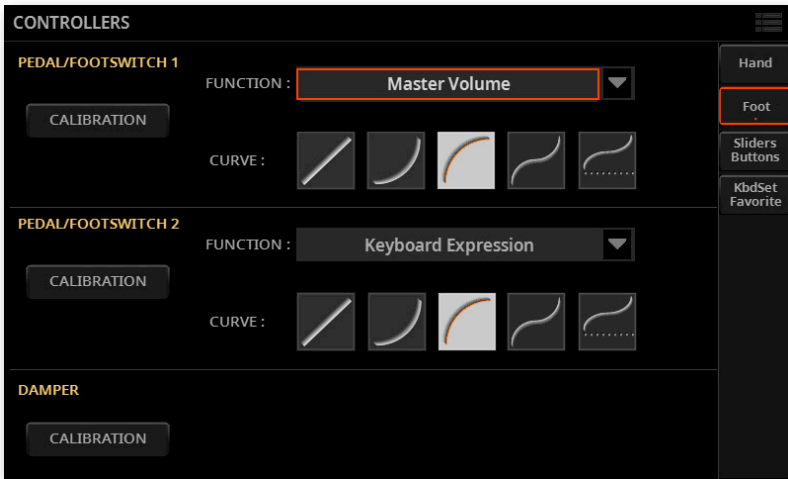 CONTROLLERS
PEDAL/FOOTSWITCH 1
FUNCTION :
Master Volume
CALIBRATION
CURVE :
PEDAL/FOOTSWITCH 2
FUNCTION :
Keyboard Expression
CALIBRATION
CURVE :
DAMPER
CALIBRATION
Hand
Foot
Sliders
Buttons
KbdSet
Favorite